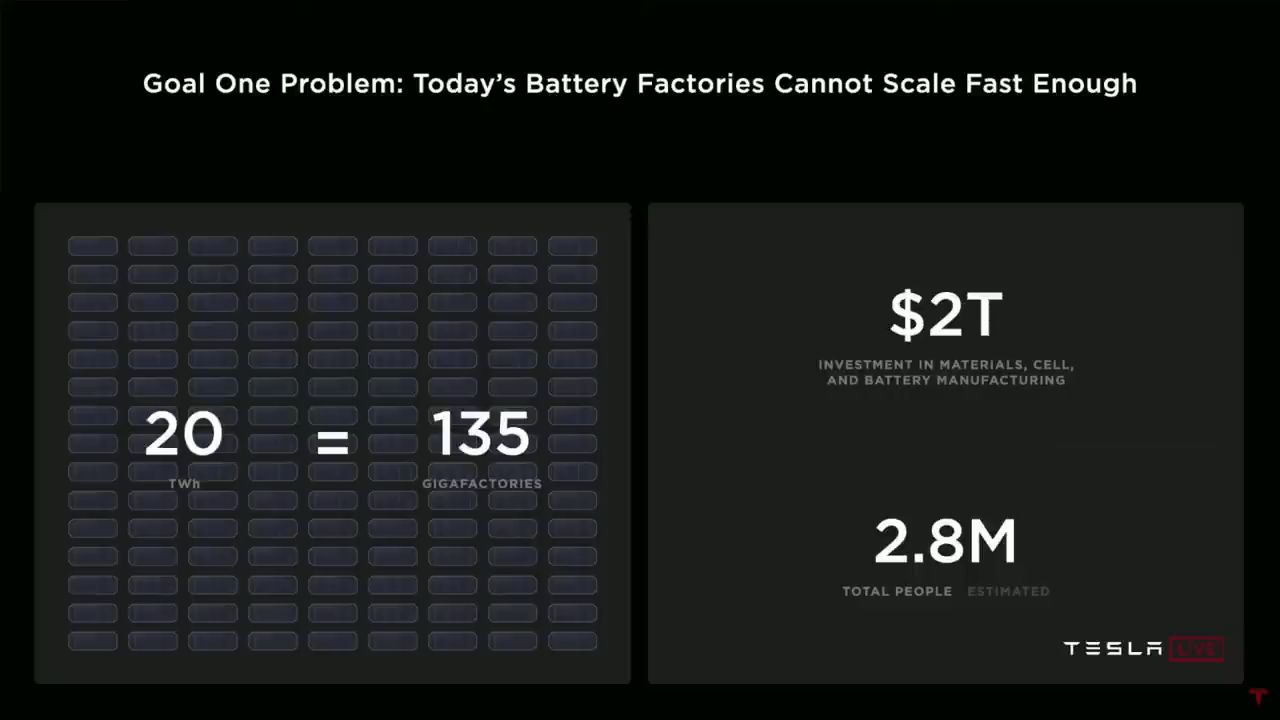 Goal One Problem: Today's Battery Factories Cannot Scale Fast Enough
20 = 135
TWh GIGAFACTORIES
$2T
INVESTMENT IN MATERIALS, CELL,
AND BATTERY MANUFACTURING
2.8M
TOTAL PEOPLE ESTIMATED
TESLA LIVE